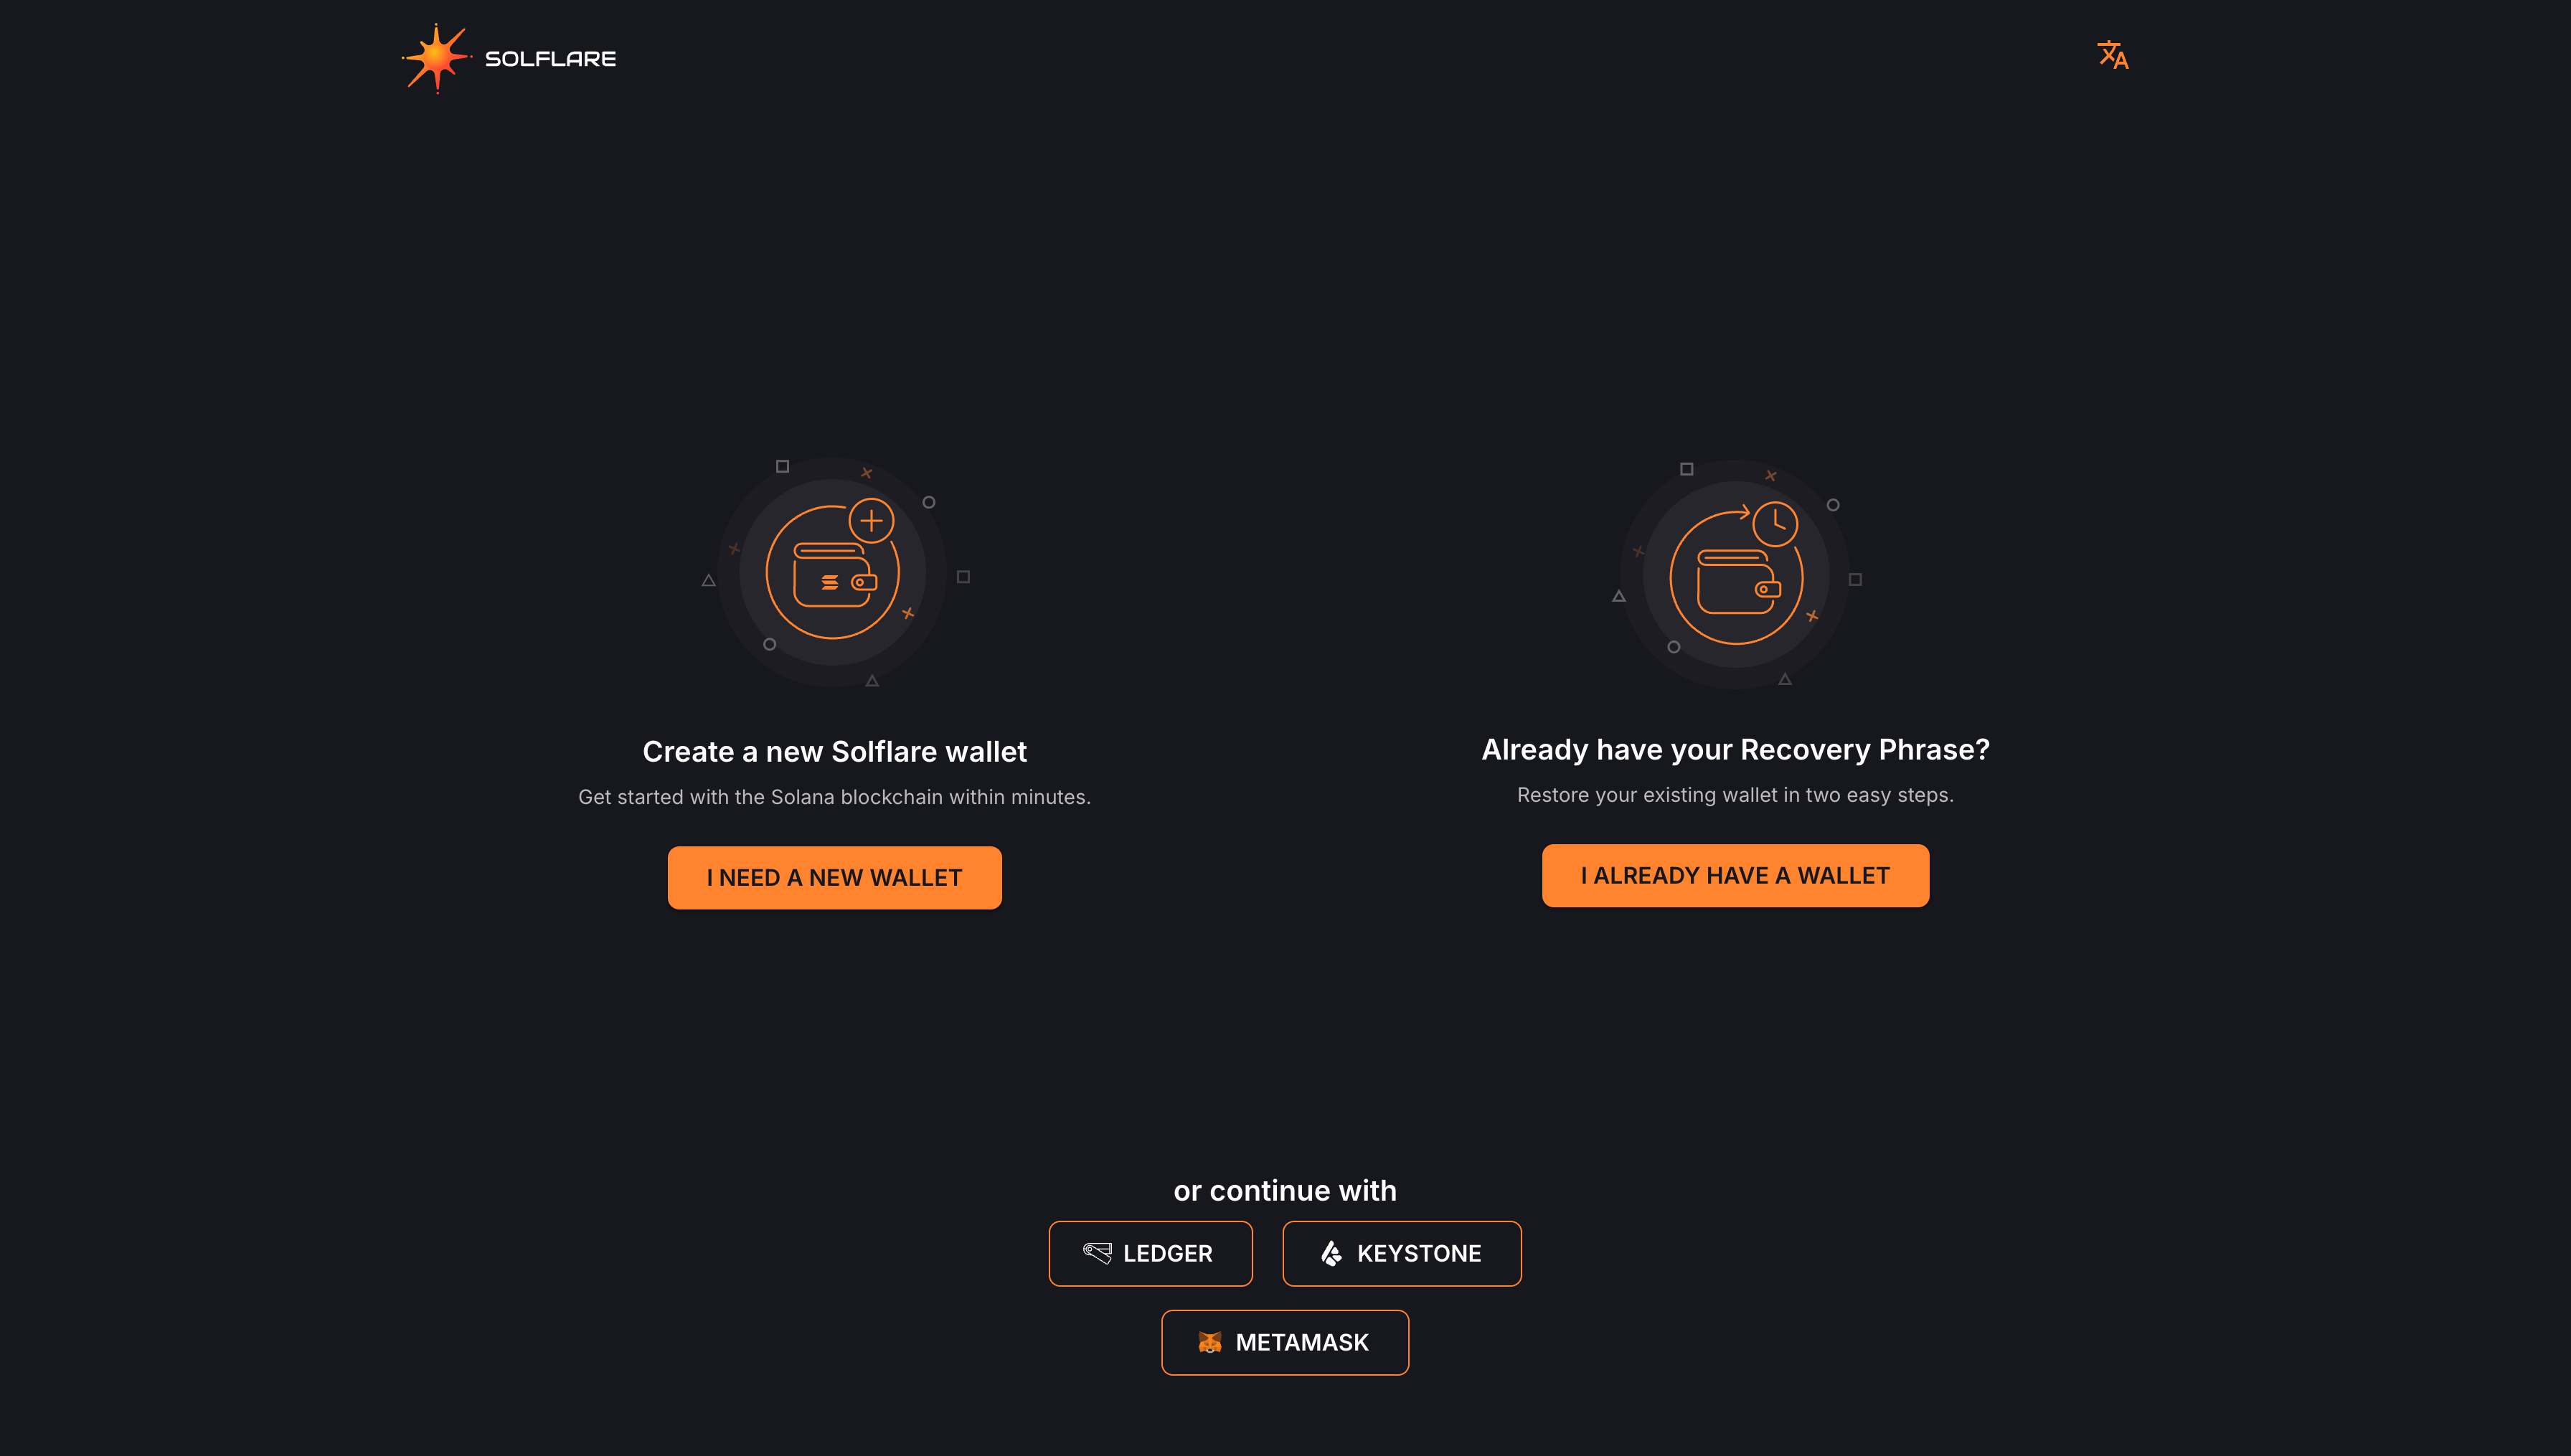 SOLFLARE
Create a new Solflare wallet
Get started with the Solana blockchain within minutes.
I NEED A NEW WALLET
Already have your Recovery Phrase?
Restore your existing wallet in two easy steps.
I ALREADY HAVE A WALLET
or continue with
LEDGER
KEYSTONE
METAMASK